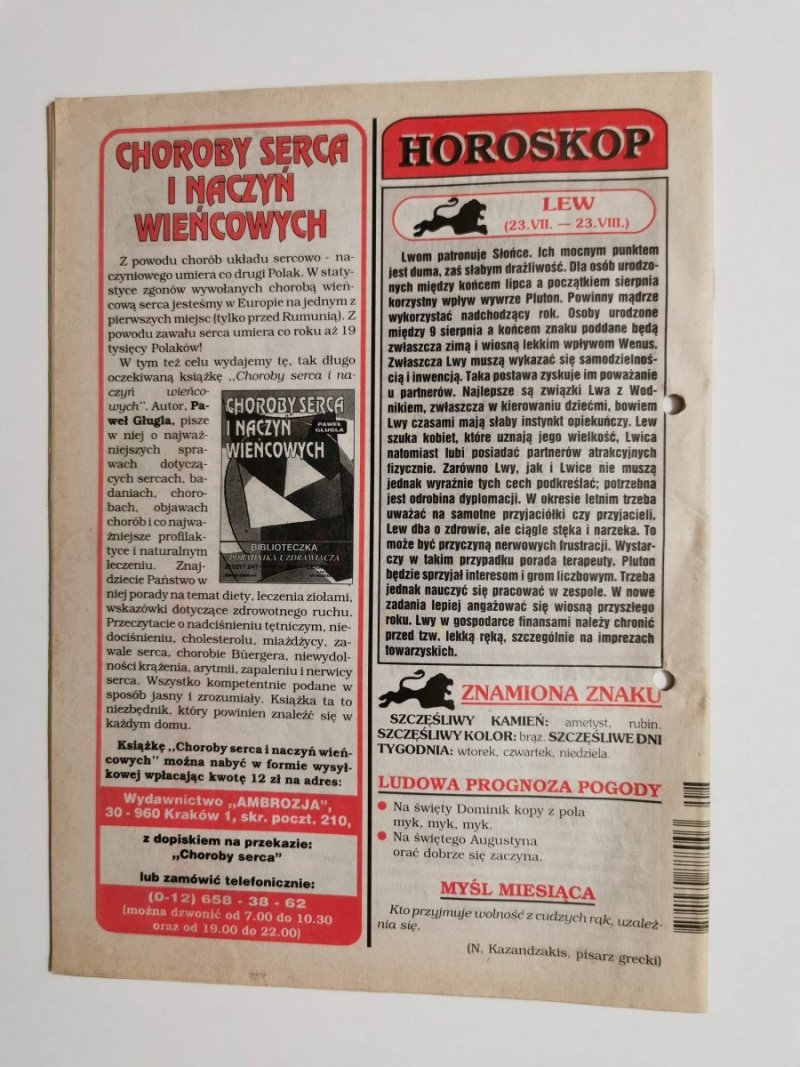 CHOROBY SERCA
I NACZYŃ
WIEŃCOWYCH
Z powodu chorób układu sercowo - na-
czyniowego umiera co drugi Polak. W staty-
styce zgonów wywołanych chorobą wień-
cową serca jesteśmy w Europie na jednym z
pierwszych miejsc (tylko przed Rumunią). Z
powodu zawału serca umiera co roku aż 19
tysięcy Polaków!
W tym też celu wydajemy tę, tak długo
oczekiwaną książkę ,,Choroby serca i na-
czyń wieńco-
wych". Autor, Pa-
weł Glugla, pisze
w niej o najważ-
niejszych spra-
wach dotyczą-
cych sercach, ba-
daniach, choro-
bach, objawach
chorób i co najwa-
żniejsze profilak-
tyce i naturalnym
leczeniu. Znaj-
dziecie Państwo w
niej porady na temat diety, leczenia ziołami,
wskazówki dotyczące zdrowotnego ruchu.
Przeczytacie o nadciśnieniu tętniczym, nie-
dociśnieniu, cholesterolu, miażdżycy, za-
wale serca, chorobie Büergera, niewydol-
ności krążenia, arytmii, zapaleniu i nerwicy
serca. Wszystko kompetentnie podane w
sposób jasny i zrozumiały. Książka ta to
niezbędnik, który powinien znaleźć się w
każdym domu.
CHOROBY SERCA
I NACZYŃ
WIEŃCOWYCH
PAWEŁ
GLUGLA
BIBLIOTECZKA
PORADNIKA UZDRAWIACZA
Książkę ,,Choroby serca i naczyń wień-
cowych" można nabyć w formie wysył-
kowej wpłacając kwotę 12 zł na adres:
Wydawnictwo ,,AMBROZJA",
30 - 960 Kraków 1, skr. poczt. 210,
z dopiskiem na przekazie:
,,Choroby serca"
lub zamówić telefonicznie:
(0-12) 658 - 38 - 62
(można dzwonić od 7.00 do 10.30
oraz od 19.00 do 22.00)
HOROSKOP
LEW
(23.VII. — 23.VIII.)
Lwom patronuje Słońce. Ich mocnym punktem
jest duma, zaś słabym drażliwość. Dla osób urodzo-
nych między końcem lipca a początkiem sierpnia
korzystny wpływ wywrze Pluton. Powinny mądrze
wykorzystać nadchodzący rok. Osoby urodzone
między 9 sierpnia a końcem znaku poddane będą
zwłaszcza zimą i wiosną lekkim wpływom Wenus.
Zwłaszcza Lwy muszą wykazać się samodzielnoś-
cią i inwencją. Taka postawa zyskuje im poważanie
u partnerów. Najlepsze są związki Lwa z Wod-
nikiem, zwłaszcza w kierowaniu dziećmi, bowiem
Lwy czasami mają słaby instynkt opiekuńczy. Lew
szuka kobiet, które uznają jego wielkość, Lwica
natomiast lubi posiadać partnerów atrakcyjnych
fizycznie. Zarówno Lwy, jak i Lwice nie muszą
jednak wyraźnie tych cech podkreślać; potrzebna
jest odrobina dyplomacji. W okresie letnim trzeba
uważać na samotne przyjaciółki czy przyjacieli.
Lew dba o zdrowie, ale ciągle stęka i narzeka. To
może być przyczyną nerwowych frustracji. Wystar-
czy w takim przypadku porada terapeuty. Pluton
będzie sprzyjał interesom i grom liczbowym. Trzeba
jednak nauczyć się pracować w zespole. W nowe
zadania lepiej angażować się wiosną przyszłego
roku. Lwy w gospodarce finansami należy chronić
przed tzw. lekką ręką, szczególnie na imprezach
towarzyskich.
ZNAMIONA ZNAKU
SZCZĘŚLIWY KAMIEŃ: ametyst, rubin.
SZCZĘŚLIWY KOLOR: brąz. SZCZĘŚLIWE DNI
TYGODNIA: wtorek, czwartek, niedziela.
LUDOWA PROGNOZA POGODY
● Na święty Dominik kopy z pola
myk, myk, myk.
● Na świętego Augustyna
orać dobrze się zaczyna.
MYŚL MIESIĄCA
Kto przyjmuje wolność z cudzych rąk, uzależ-
nia się.
(N. Kazandzakis, pisarz grecki)